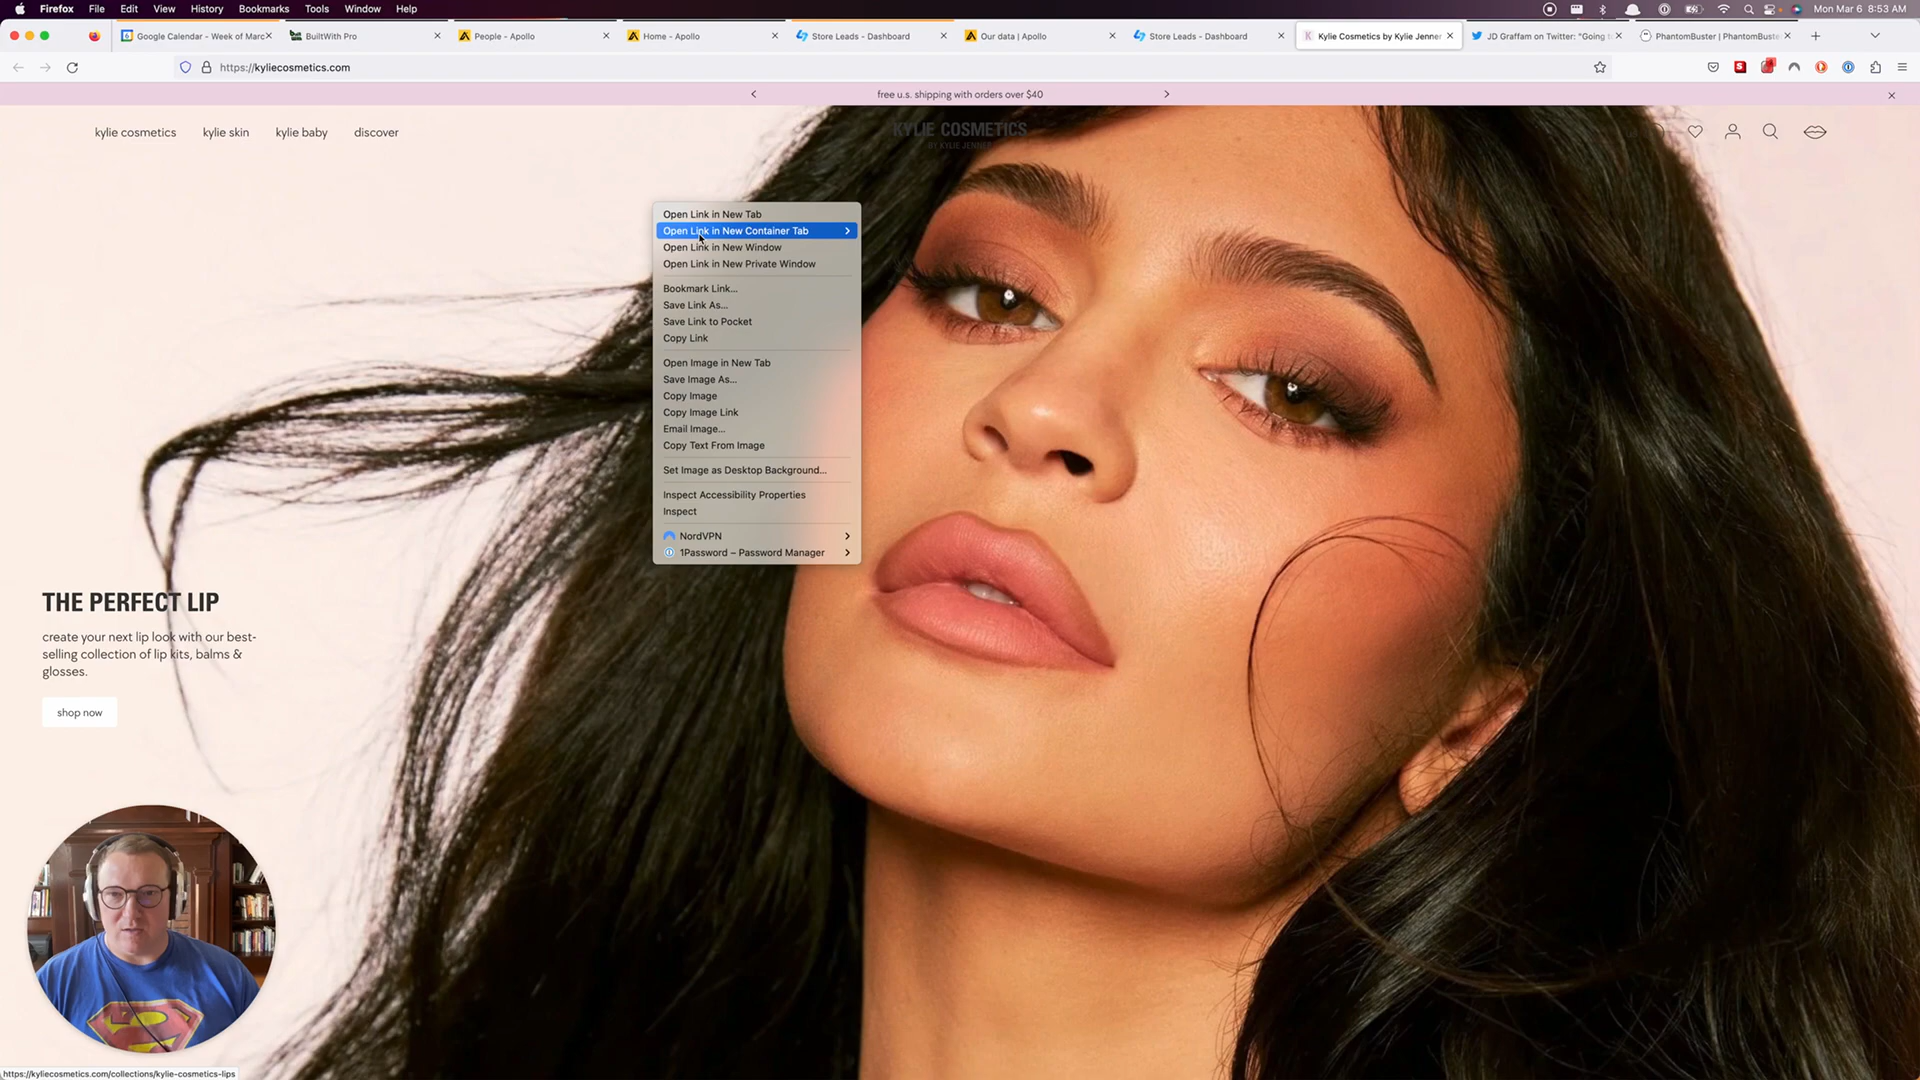 Firefox File Edit View History Bookmarks Tools Window Help
Mon Mar 6 8:53 AM
Google Calendar - Week of Marc
BuiltWith Pro
People - Apollo
Home - Apollo
Store Leads - Dashboard
Our data | Apollo
Store Leads - Dashboard
Kylie Cosmetics by Kylie Jenner
JD Graffam on Twitter: "Going t
PhantomBuster | PhantomBuste
https://kyliecosmetics.com
free u.s. shipping with orders over $40
kylie cosmetics kylie skin kylie baby discover
KYLIE COSMETICS
BY KYLIE JENNER
Open Link in New Tab
Open Link in New Container Tab
Open Link in New Window
Open Link in New Private Window
Bookmark Link...
Save Link As...
Save Link to Pocket
Copy Link
Open Image in New Tab
Save Image As...
Copy Image
Copy Image Link
Email Image...
Copy Text From Image
Set Image as Desktop Background...
Inspect Accessibility Properties
Inspect
NordVPN
1Password – Password Manager
THE PERFECT LIP
create your next lip look with our best-
selling collection of lip kits, balms &
glosses.
shop now
https://kyliecosmetics.com/collections/kylie-cosmetics-lips